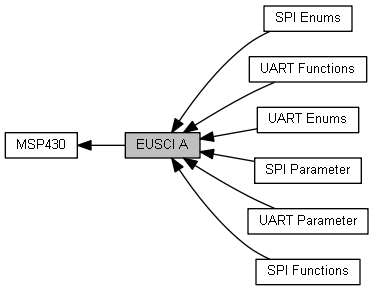 SPI Enums
UART Functions
UART Enums
MSP430
EUSCI A
SPI Parameter
UART Parameter
SPI Functions